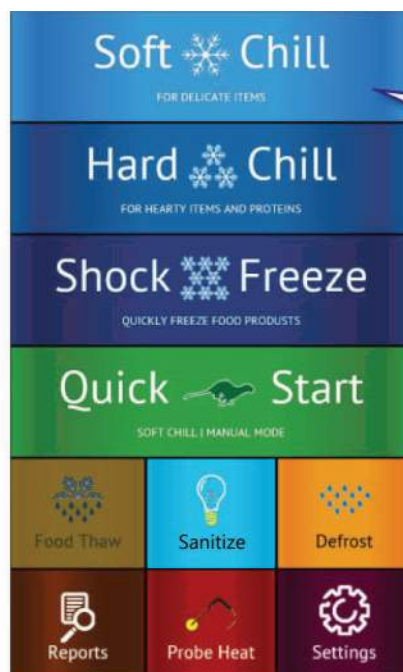 Soft Chill
FOR DELICATE ITEMS
Hard Chill
FOR HEARTY ITEMS AND PROTEINS
Shock Freeze
QUICKLY FREEZE FOOD PRODUSTS
Quick Start
SOFT CHILL | MANUAL MODE
Food Thaw Sanitize Defrost
Reports Probe Heat Settings